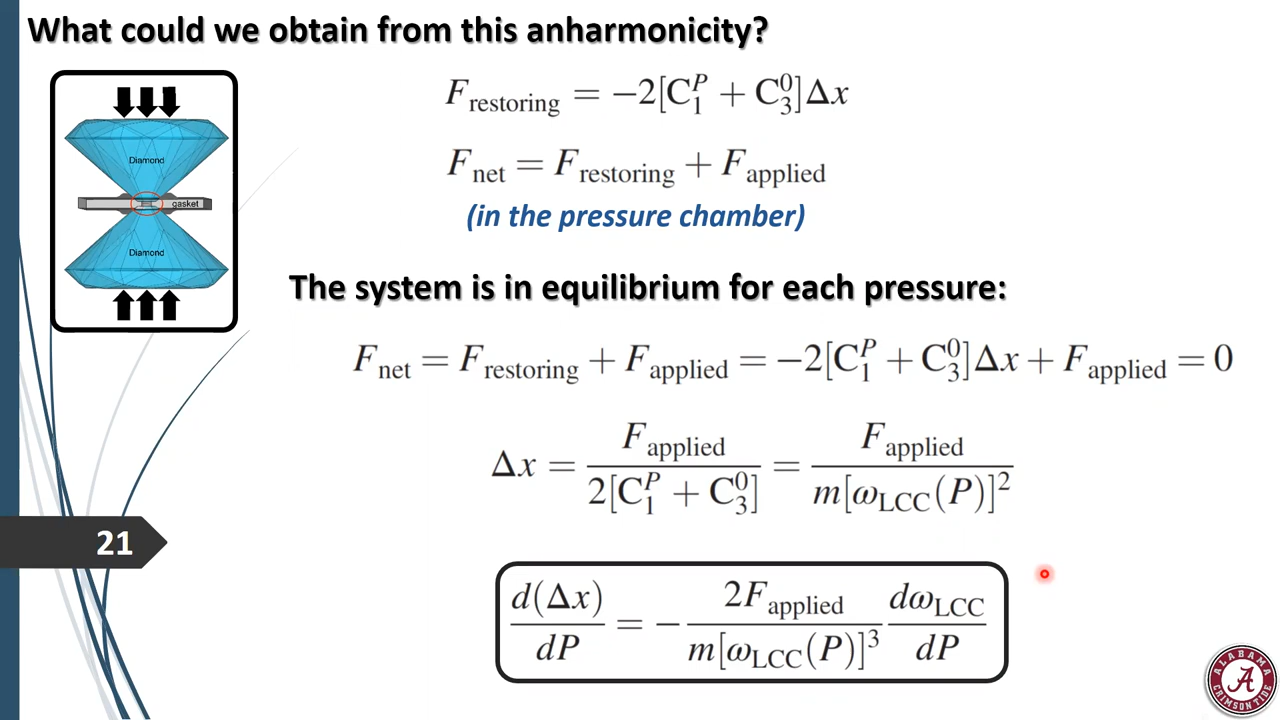 What could we obtain from this anharmonicity?
Diamond
gasket
Diamond
F_restoring = −2[C_1^P + C_3^0]Δx
F_net = F_restoring + F_applied
(in the pressure chamber)
The system is in equilibrium for each pressure:
F_net = F_restoring + F_applied = −2[C_1^P + C_3^0]Δx + F_applied = 0
Δx = F_applied / 2[C_1^P + C_3^0] = F_applied / m[ω_LCC(P)]^2
21
d(Δx)/dP = − 2F_applied / m[ω_LCC(P)]^3 dω_LCC/dP
ALABAMA
A
CRIMSON TIDE